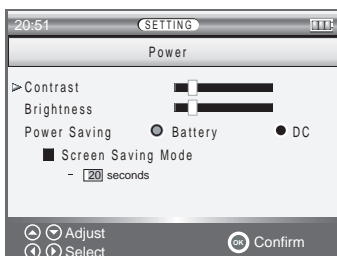 20:51 SETTING
Power
Contrast
Brightness
Power Saving Battery DC
Screen Saving Mode
- 20 seconds
Adjust
OK Confirm
Select